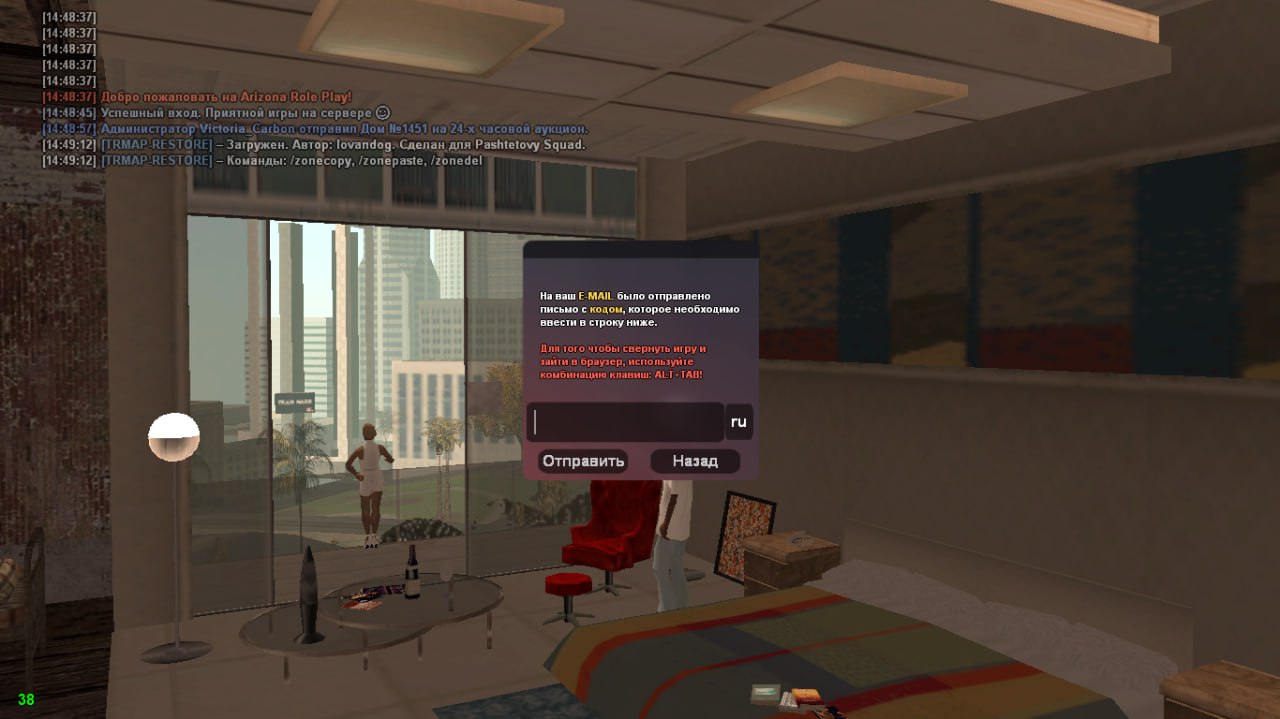 [14:48:37]
[14:48:37]
[14:48:37]
[14:48:37]
[14:48:37]
[14:48:37] Добро пожаловать на Arizona Role Play!
[14:48:45] Успешный вход. Приятной игры на сервере
[14:48:57] Администратор Victoria_Carbon отправил Дом №1451 на 24-х часовой аукцион.
[14:49:12] [TRMAP-RESTORE] – Загружен. Автор: lovandog. Сделан для Pashtetovy Squad.
[14:49:12] [TRMAP-RESTORE] – Команды: /zonecopy, /zonepaste, /zonedel
На ваш E-MAIL было отправлено
письмо с кодом, которое необходимо
ввести в строку ниже.
Для того чтобы свернуть игру и
зайти в браузер, используйте
комбинацию клавиш: ALT+TAB!
ru
Отправить Назад
38